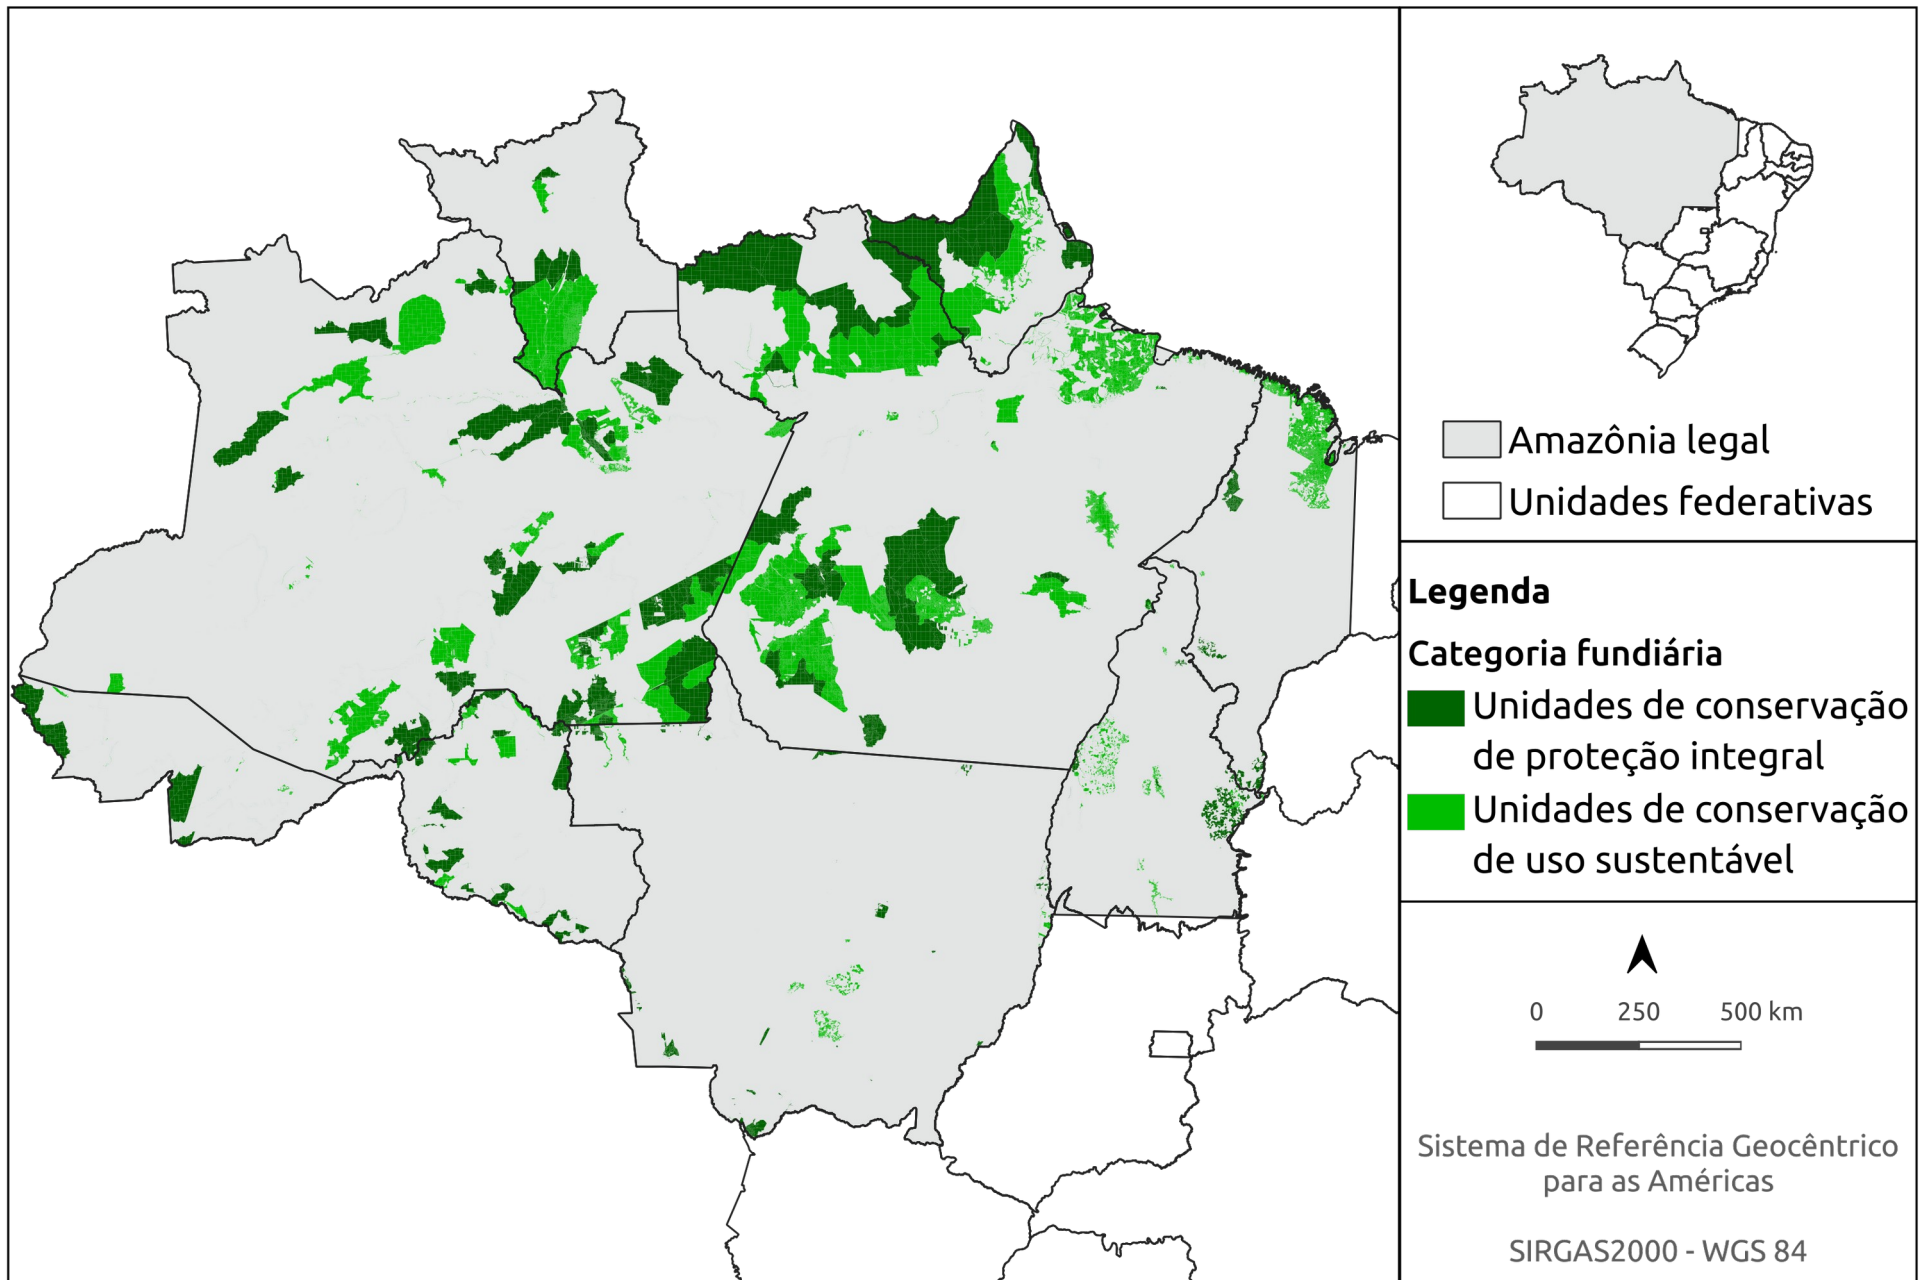 Amazônia legal
Unidades federativas
Legenda
Categoria fundiária
Unidades de conservação
de proteção integral
Unidades de conservação
de uso sustentável
0 250 500 km
Sistema de Referência Geocêntrico
para as Américas
SIRGAS2000 - WGS 84